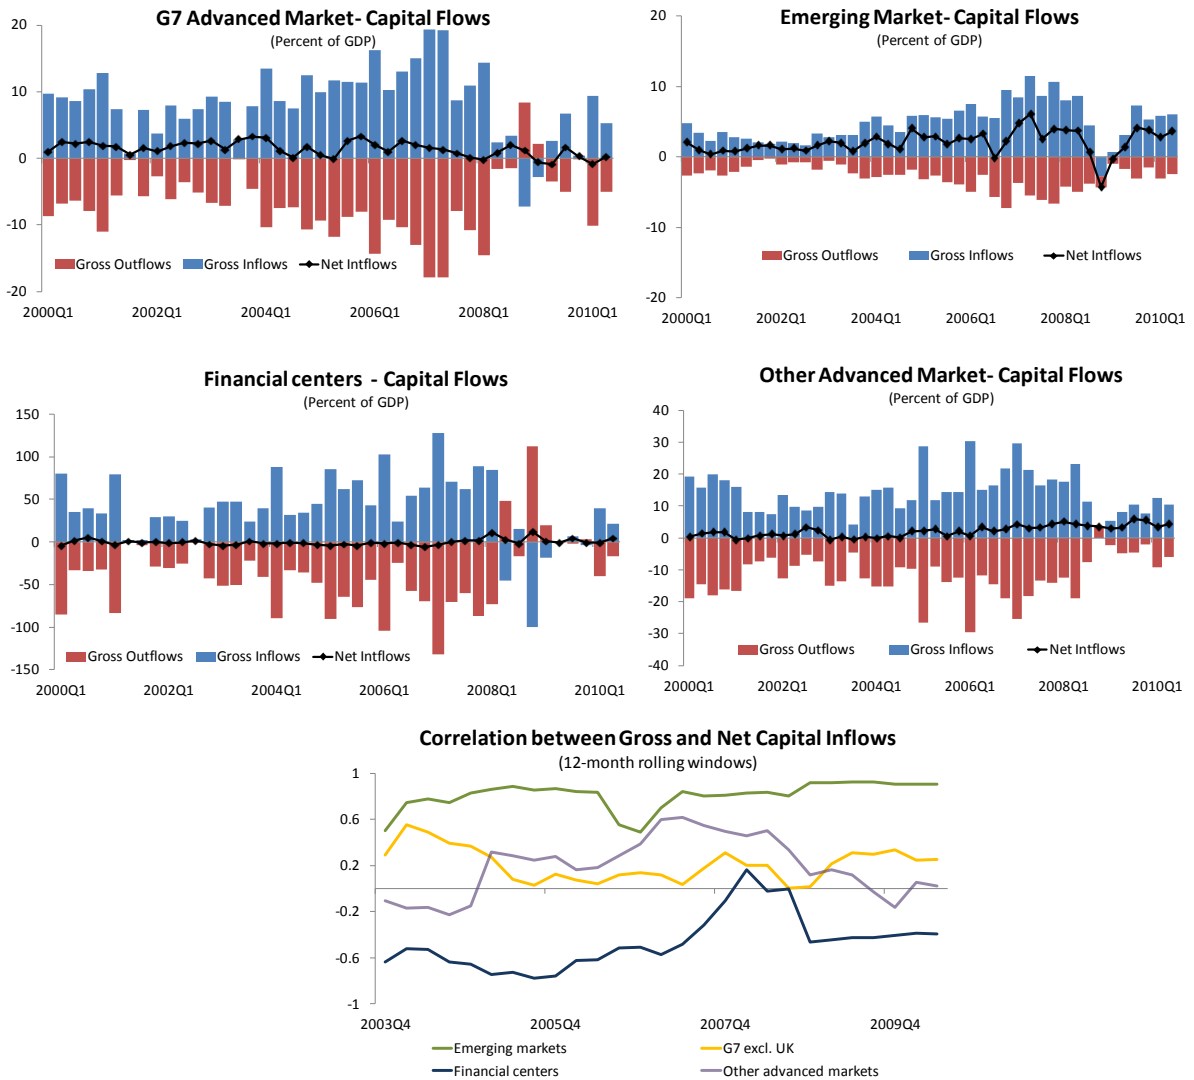 G7 Advanced Market- Capital Flows
(Percent of GDP)
20
10
0
-10
-20
Gross Outflows Gross Inflows Net Intflows
2000Q1 2002Q1 2004Q1 2006Q1 2008Q1 2010Q1
Emerging Market- Capital Flows
(Percent of GDP)
20
10
0
-10
-20
Gross Outflows Gross Inflows Net Intflows
2000Q1 2002Q1 2004Q1 2006Q1 2008Q1 2010Q1
Financial centers - Capital Flows
(Percent of GDP)
150
100
50
0
-50
-100
-150
Gross Outflows Gross Inflows Net Intflows
2000Q1 2002Q1 2004Q1 2006Q1 2008Q1 2010Q1
Other Advanced Market- Capital Flows
(Percent of GDP)
40
30
20
10
0
-10
-20
-30
-40
Gross Outflows Gross Inflows Net Intflows
2000Q1 2002Q1 2004Q1 2006Q1 2008Q1 2010Q1
Correlation between Gross and Net Capital Inflows
(12-month rolling windows)
1
0.6
0.2
-0.2
-0.6
-1
2003Q4 2005Q4 2007Q4 2009Q4
Emerging markets G7 excl. UK
Financial centers Other advanced markets